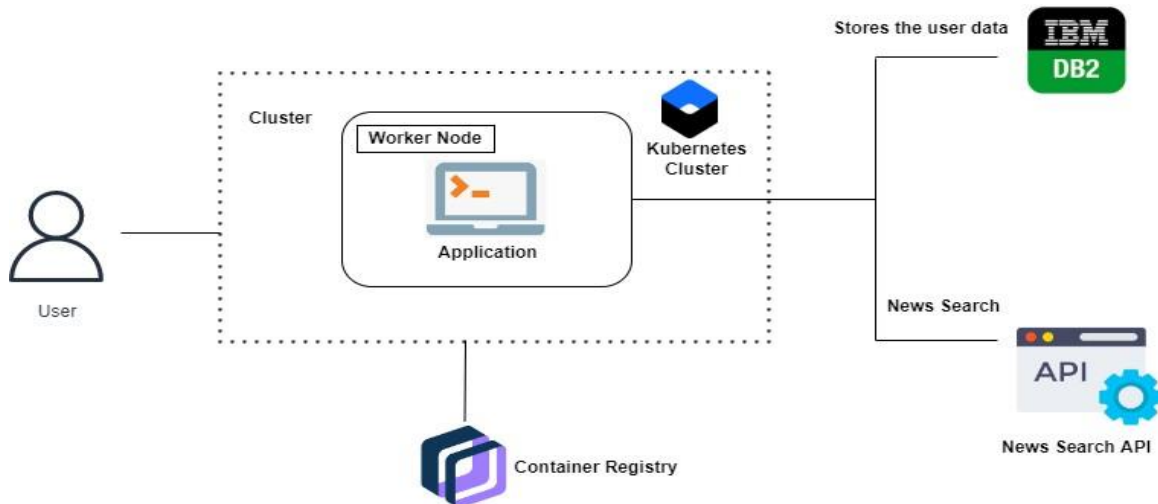 Stores the user data
IBM
DB2
Cluster
Worker Node
Kubernetes
Cluster
>_
Application
User
News Search
API
News Search API
Container Registry